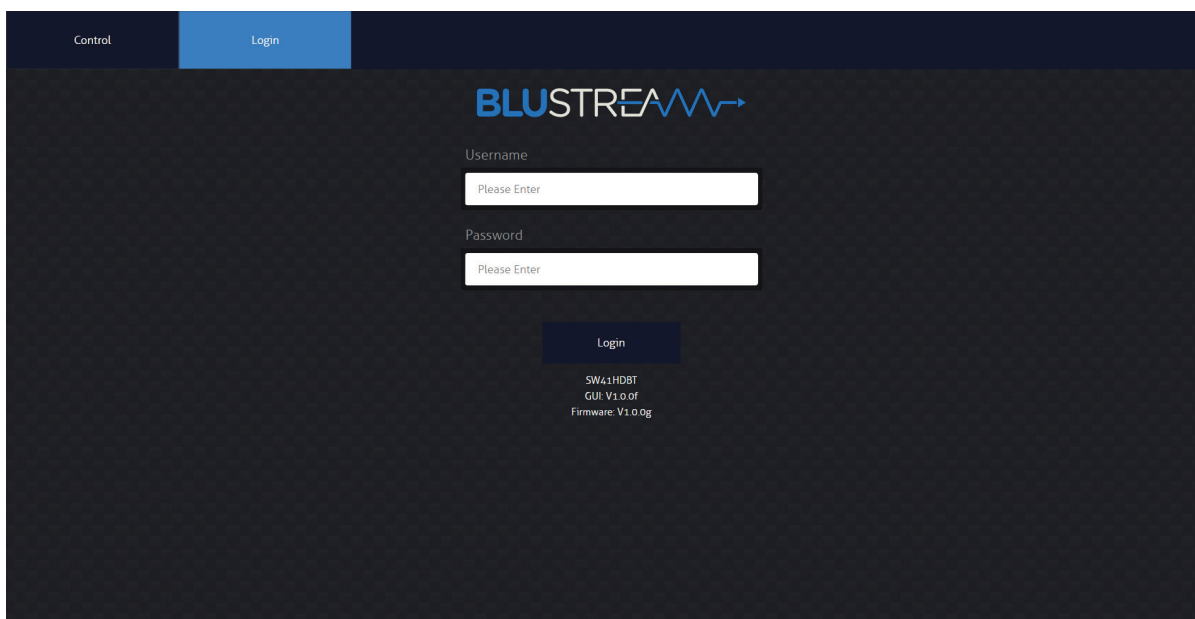 Control Login
BLUSTREAM
Username
Please Enter
Password
Please Enter
Login
SW41HDBT
GUI: V1.0.0f
Firmware: V1.0.0g